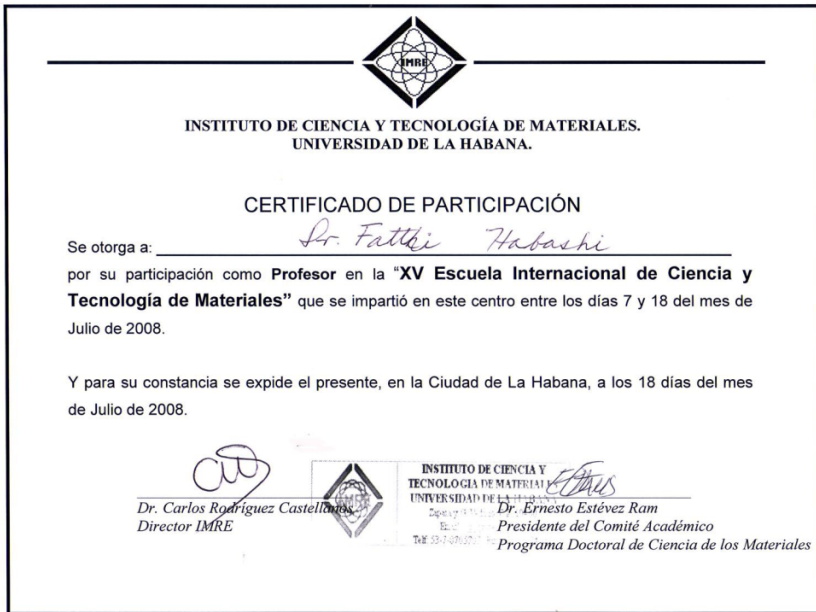 IMRE
INSTITUTO DE CIENCIA Y TECNOLOGÍA DE MATERIALES.
UNIVERSIDAD DE LA HABANA.
CERTIFICADO DE PARTICIPACIÓN
Se otorga a: Dr. Fathi Habashi
por su participación como Profesor en la "XV Escuela Internacional de Ciencia y
Tecnología de Materiales" que se impartió en este centro entre los días 7 y 18 del mes de
Julio de 2008.
Y para su constancia se expide el presente, en la Ciudad de La Habana, a los 18 días del mes
de Julio de 2008.
INSTITUTO DE CIENCIA Y
TECNOLOGIA DE MATERIALES
UNIVERSIDAD DE LA HABANA
IMRE
Dr. Carlos Rodríguez Castellanos
Director IMRE
Dr. Ernesto Estévez Ram
Presidente del Comité Académico
Programa Doctoral de Ciencia de los Materiales